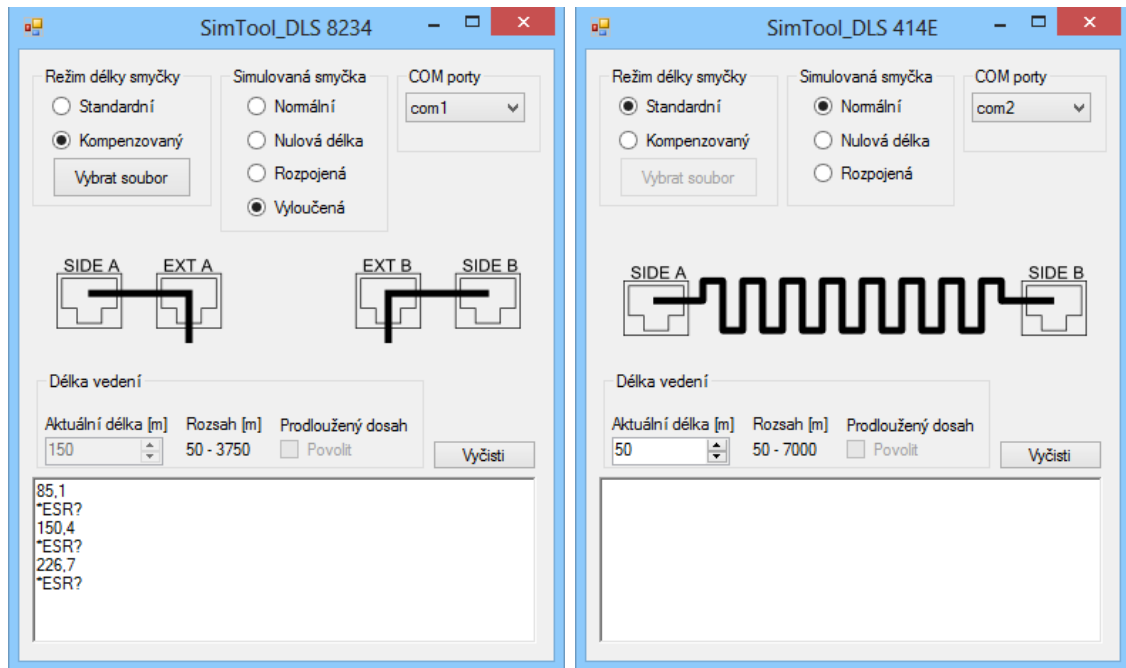 SimTool_DLS 8234
Režim délky smyčky
Simulovaná smyčka
COM porty
Standardní
Normální
com1
Kompenzovaný
Nulová délka
Vybrat soubor
Rozpojená
Vyloučená
SIDE A
EXT A
EXT B
SIDE B
Délka vedení
Aktuální délka [m]
Rozsah [m]
Prodloužený dosah
150
50 - 3750
Povolit
Vyčisti
85,1
*ESR?
150,4
*ESR?
226,7
*ESR?
SimTool_DLS 414E
Režim délky smyčky
Simulovaná smyčka
COM porty
Standardní
Normální
com2
Kompenzovaný
Nulová délka
Vybrat soubor
Rozpojená
SIDE A
SIDE B
Délka vedení
Aktuální délka [m]
Rozsah [m]
Prodloužený dosah
50
50 - 7000
Povolit
Vyčisti